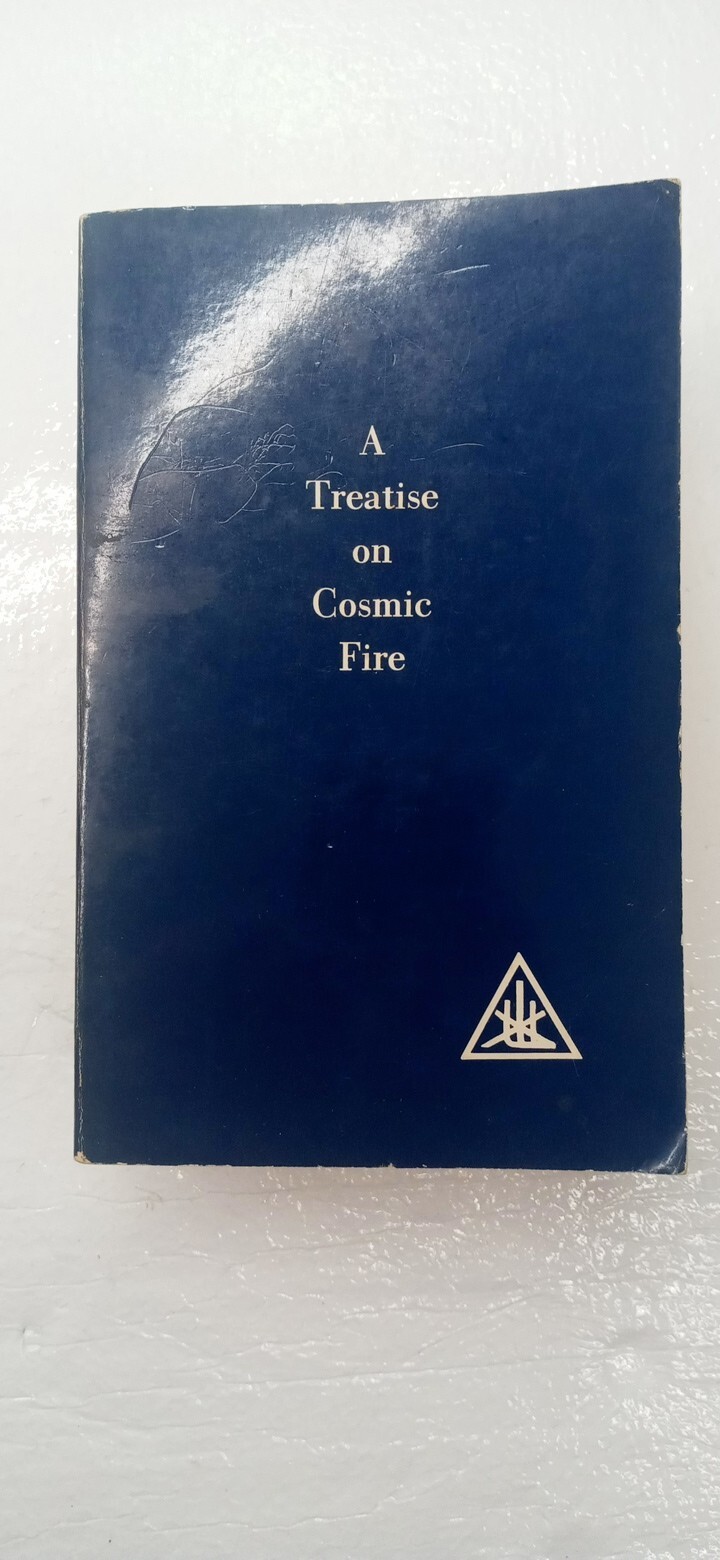 A
Treatise
on
Cosmic
Fire